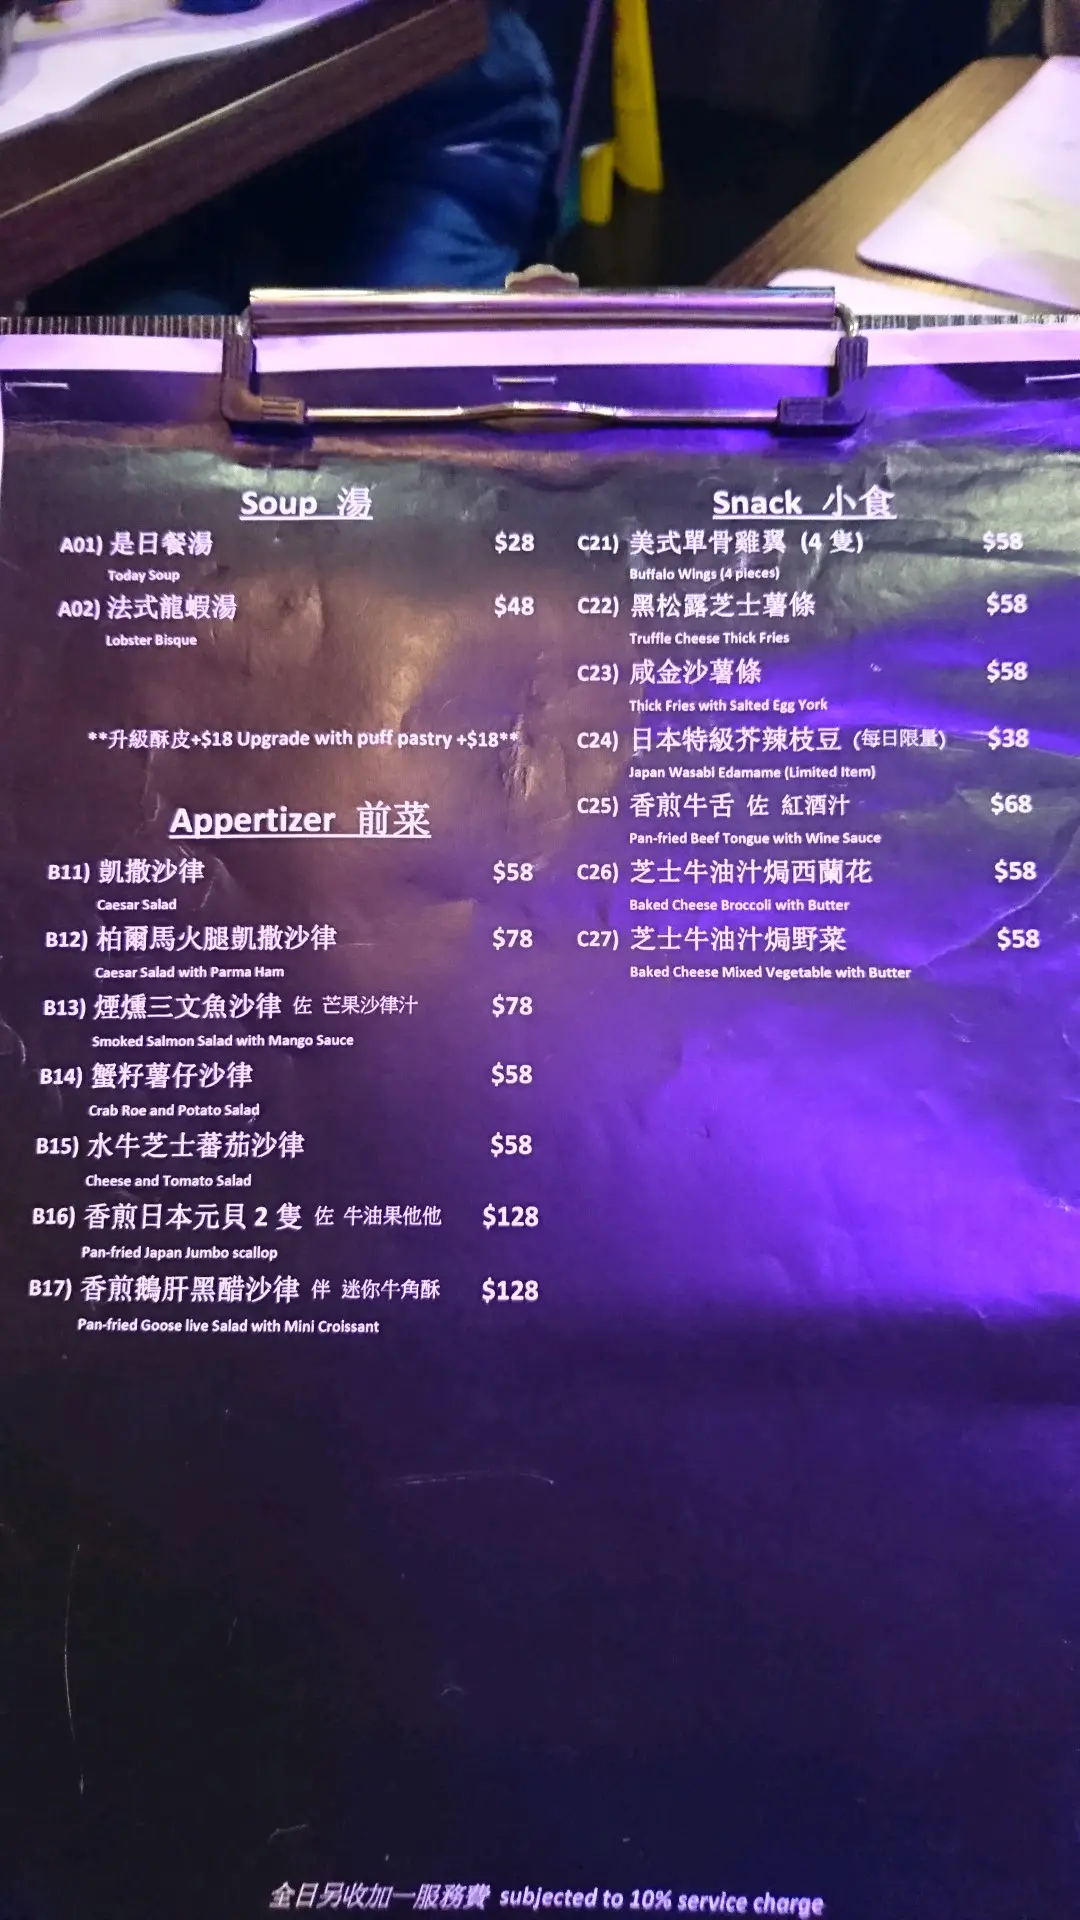 Soup 湯
A01) 是日餐湯 $28
Today Soup
A02) 法式龍蝦湯 $48
Lobster Bisque
**升級酥皮+$18 Upgrade with puff pastry +$18**
Appertizer 前菜
B11) 凱撒沙律 $58
Caesar Salad
B12) 柏爾馬火腿凱撒沙律 $78
Caesar Salad with Parma Ham
B13) 煙燻三文魚沙律 佐 芒果沙律汁 $78
Smoked Salmon Salad with Mango Sauce
B14) 蟹籽薯仔沙律 $58
Crab Roe and Potato Salad
B15) 水牛芝士蕃茄沙律 $58
Cheese and Tomato Salad
B16) 香煎日本元貝 2 隻 佐 牛油果他他 $128
Pan-fried Japan Jumbo scallop
B17) 香煎鵝肝黑醋沙律 伴 迷你牛角酥 $128
Pan-fried Goose live Salad with Mini Croissant
Snack 小食
C21) 美式單骨雞翼 (4 隻) $58
Buffalo Wings (4 pieces)
C22) 黑松露芝士薯條 $58
Truffle Cheese Thick Fries
C23) 咸金沙薯條 $58
Thick Fries with Salted Egg York
C24) 日本特級芥辣枝豆 (每日限量) $38
Japan Wasabi Edamame (Limited Item)
C25) 香煎牛舌 佐 紅酒汁 $68
Pan-fried Beef Tongue with Wine Sauce
C26) 芝士牛油汁焗西蘭花 $58
Baked Cheese Broccoli with Butter
C27) 芝士牛油汁焗野菜 $58
Baked Cheese Mixed Vegetable with Butter
全日另收加一服務費 subjected to 10% service charge